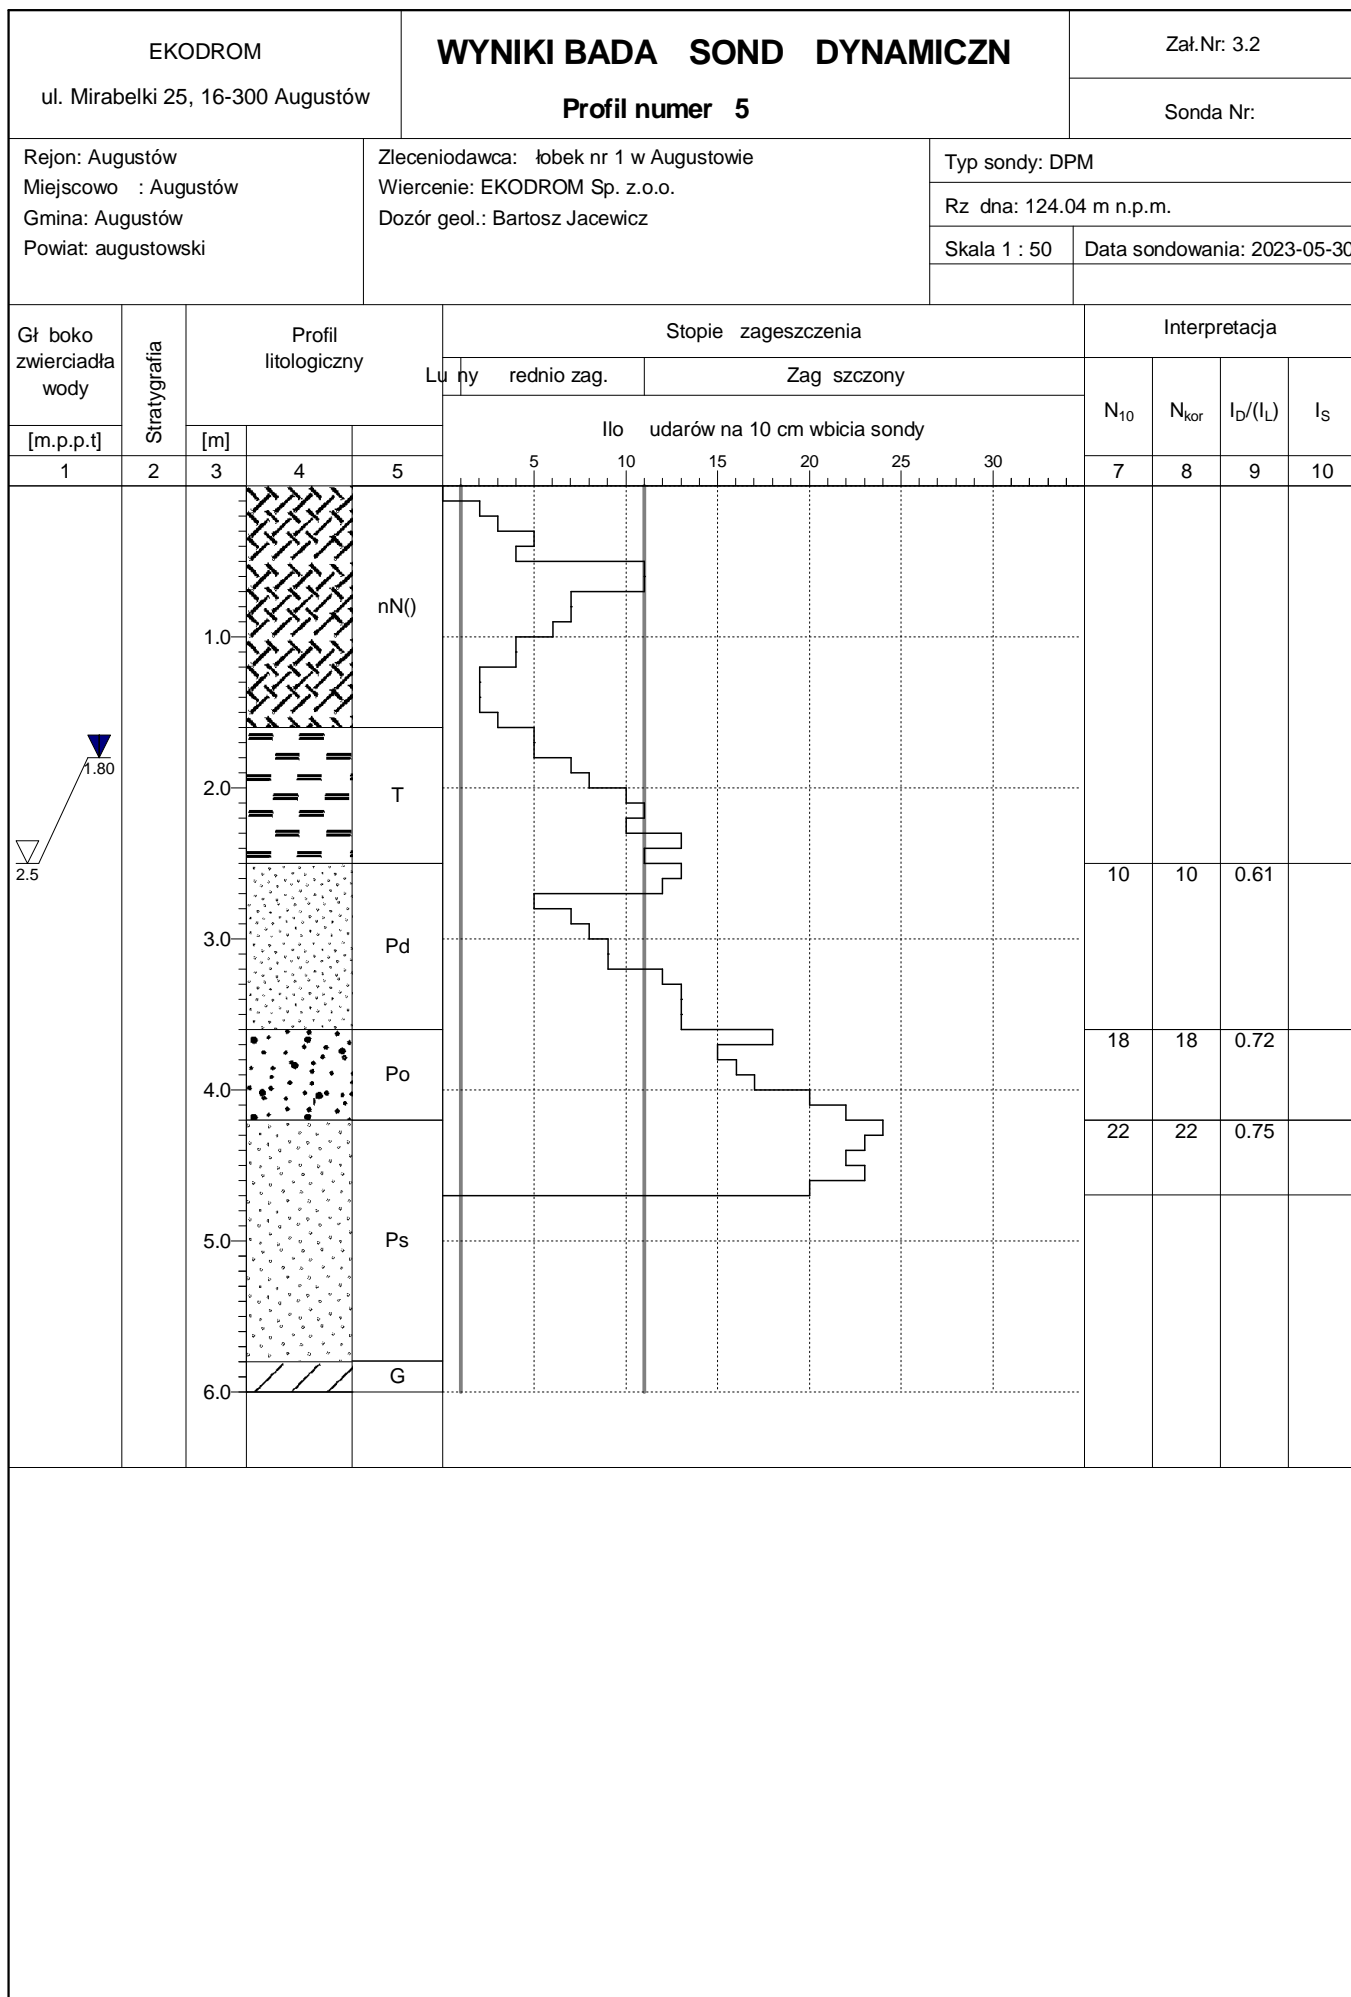 EKODROM
ul. Mirabelki 25, 16-300 Augustów
WYNIKI BADA SOND DYNAMICZN
Profil numer 5
Zał.Nr: 3.2
Sonda Nr:
Rejon: Augustów
Miejscowo : Augustów
Gmina: Augustów
Powiat: augustowski
Zleceniodawca: łobek nr 1 w Augustowie
Wiercenie: EKODROM Sp. z.o.o.
Dozór geol.: Bartosz Jacewicz
Typ sondy: DPM
Rz dna: 124.04 m n.p.m.
Skala 1 : 50
Data sondowania: 2023-05-30
Gł boko
zwierciadła
wody
[m.p.p.t]
Stratygrafia
Profil
litologiczny
[m]
Stopie zageszczenia
Lu ny rednio zag. Zag szczony
Ilo udarów na 10 cm wbicia sondy
5 10 15 20 25 30
Interpretacja
N10 Nkor ID/(IL) IS
1 2 3 4 5 7 8 9 10
nN()
1.0
1.80
2.0
T
2.5
10 10 0.61
Pd
3.0
18 18 0.72
Po
4.0
22 22 0.75
Ps
5.0
G
6.0